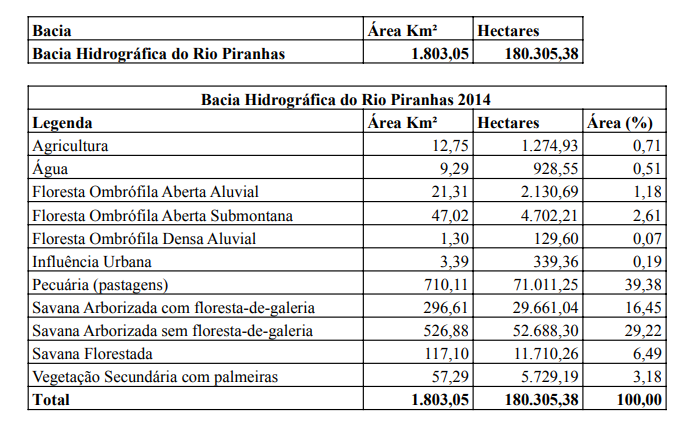 Bacia Área Km² Hectares
Bacia Hidrográfica do Rio Piranhas 1.803,05 180.305,38
Bacia Hidrográfica do Rio Piranhas 2014
Legenda Área Km² Hectares Área (%)
Agricultura 12,75 1.274,93 0,71
Água 9,29 928,55 0,51
Floresta Ombrófila Aberta Aluvial 21,31 2.130,69 1,18
Floresta Ombrófila Aberta Submontana 47,02 4.702,21 2,61
Floresta Ombrófila Densa Aluvial 1,30 129,60 0,07
Influência Urbana 3,39 339,36 0,19
Pecuária (pastagens) 710,11 71.011,25 39,38
Savana Arborizada com floresta-de-galeria 296,61 29.661,04 16,45
Savana Arborizada sem floresta-de-galeria 526,88 52.688,30 29,22
Savana Florestada 117,10 11.710,26 6,49
Vegetação Secundária com palmeiras 57,29 5.729,19 3,18
Total 1.803,05 180.305,38 100,00